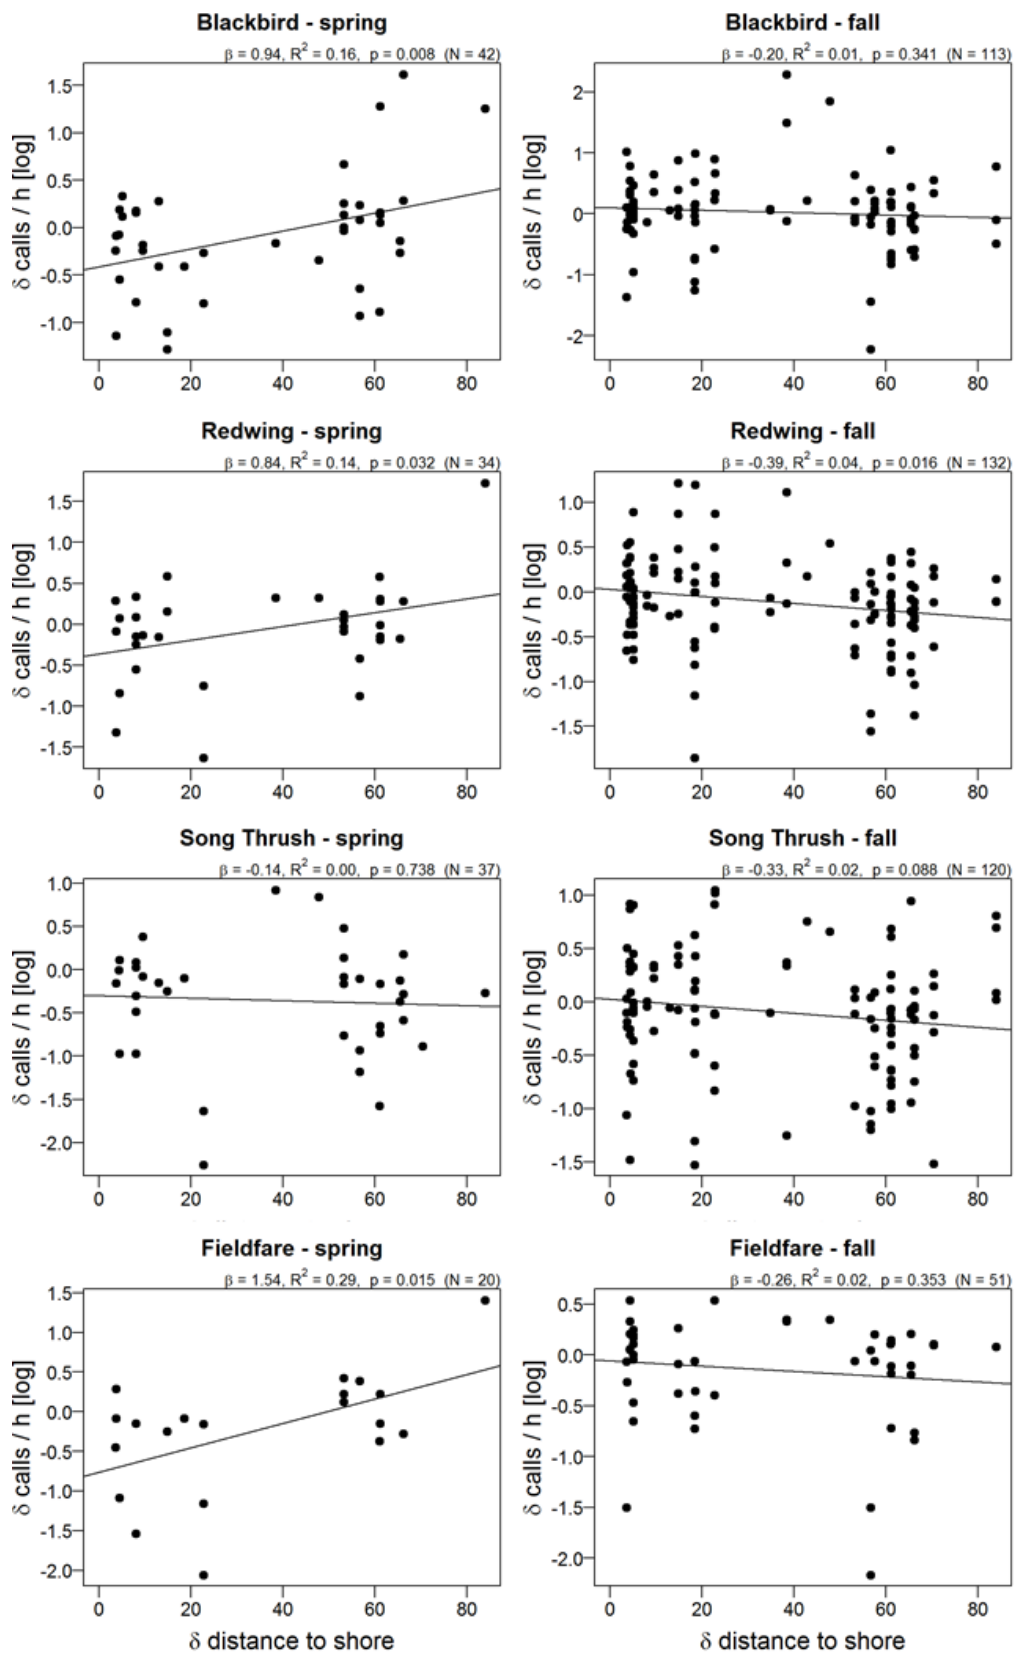 Blackbird - spring
β = 0.94, R² = 0.16, p = 0.008 (N = 42)
δ calls / h [log]
1.5
1.0
0.5
0.0
-0.5
-1.0
0 20 40 60 80
Blackbird - fall
β = -0.20, R² = 0.01, p = 0.341 (N = 113)
δ calls / h [log]
2
1
0
-1
-2
0 20 40 60 80
Redwing - spring
β = 0.84, R² = 0.14, p = 0.032 (N = 34)
δ calls / h [log]
1.5
1.0
0.5
0.0
-0.5
-1.0
-1.5
0 20 40 60 80
Redwing - fall
β = -0.39, R² = 0.04, p = 0.016 (N = 132)
δ calls / h [log]
1.0
0.5
0.0
-0.5
-1.0
-1.5
0 20 40 60 80
Song Thrush - spring
β = -0.14, R² = 0.00, p = 0.738 (N = 37)
δ calls / h [log]
1.0
0.5
0.0
-0.5
-1.0
-1.5
-2.0
0 20 40 60 80
Song Thrush - fall
β = -0.33, R² = 0.02, p = 0.088 (N = 120)
δ calls / h [log]
1.0
0.5
0.0
-0.5
-1.0
-1.5
0 20 40 60 80
Fieldfare - spring
β = 1.54, R² = 0.29, p = 0.015 (N = 20)
δ calls / h [log]
1.5
1.0
0.5
0.0
-0.5
-1.0
-1.5
-2.0
0 20 40 60 80
δ distance to shore
Fieldfare - fall
β = -0.26, R² = 0.02, p = 0.353 (N = 51)
δ calls / h [log]
0.5
0.0
-0.5
-1.0
-1.5
-2.0
0 20 40 60 80
δ distance to shore